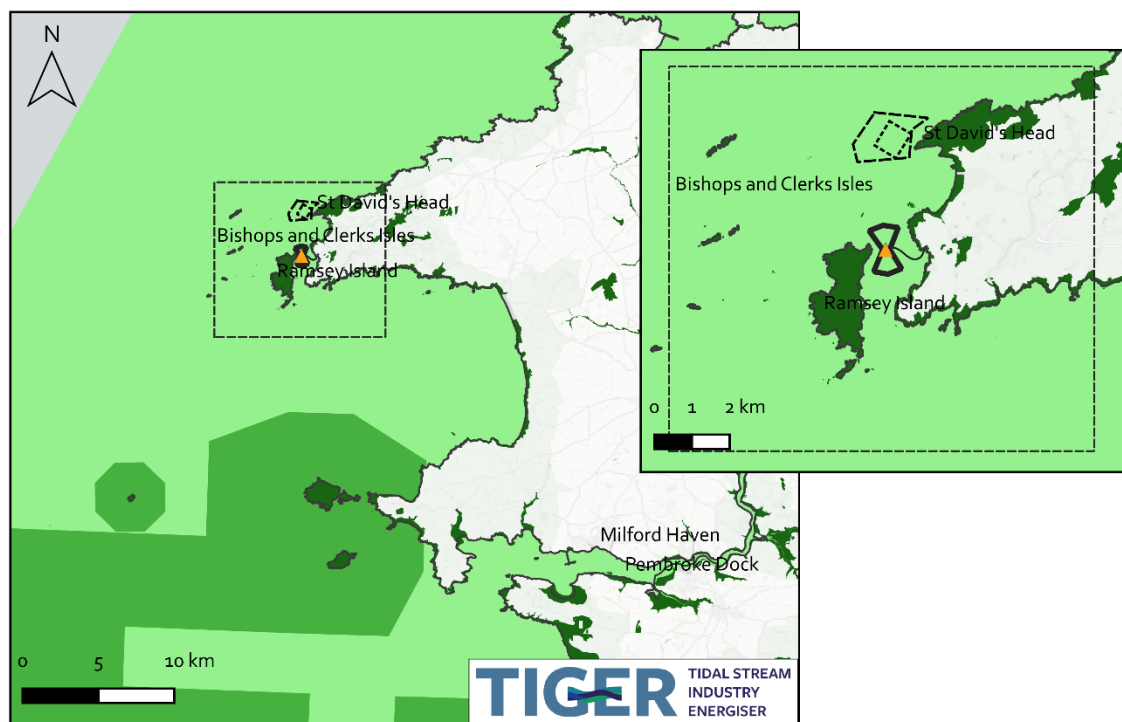 N
St David's Head
Bishops and Clerks Isles
Ramsey Island
Milford Haven
Pembroke Dock
0 5 10 km
St David's Head
Bishops and Clerks Isles
Ramsey Island
0 1 2 km
TIGER
TIDAL STREAM
INDUSTRY
ENERGISER